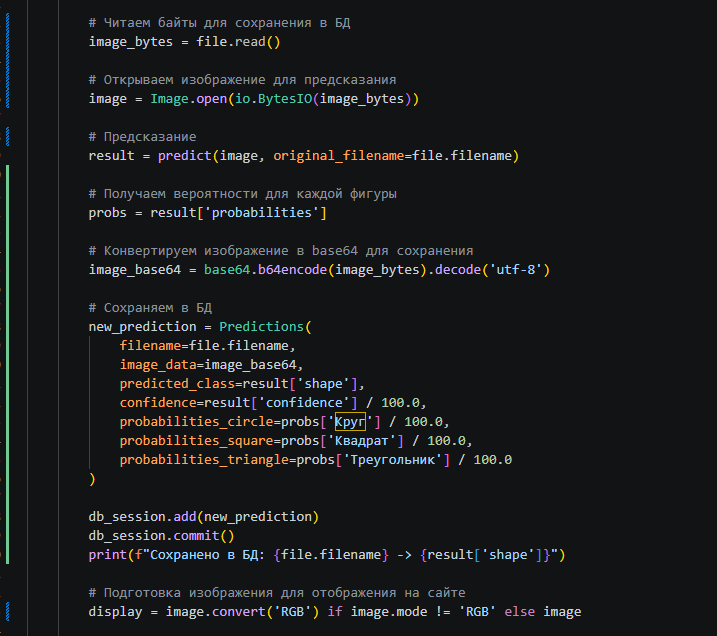 # Читаем байты для сохранения в БД
image_bytes = file.read()
# Открываем изображение для предсказания
image = Image.open(io.BytesIO(image_bytes))
# Предсказание
result = predict(image, original_filename=file.filename)
# Получаем вероятности для каждой фигуры
probs = result['probabilities']
# Конвертируем изображение в base64 для сохранения
image_base64 = base64.b64encode(image_bytes).decode('utf-8')
# Сохраняем в БД
new_prediction = Predictions(
filename=file.filename,
image_data=image_base64,
predicted_class=result['shape'],
confidence=result['confidence'] / 100.0,
probabilities_circle=probs['Круг'] / 100.0,
probabilities_square=probs['Квадрат'] / 100.0,
probabilities_triangle=probs['Треугольник'] / 100.0
)
db_session.add(new_prediction)
db_session.commit()
print(f"Сохранено в БД: {file.filename} -> {result['shape']}")
# Подготовка изображения для отображения на сайте
display = image.convert('RGB') if image.mode != 'RGB' else image